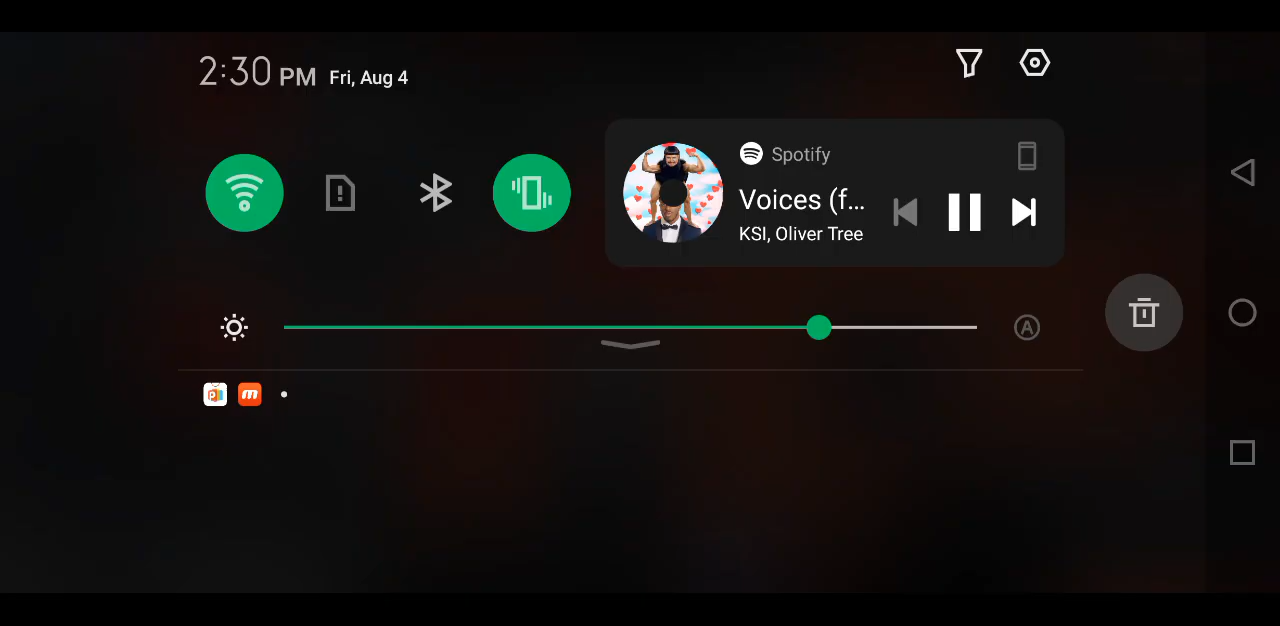 2:30 PM Fri, Aug 4
Spotify
Voices (f...
KSI, Oliver Tree
A